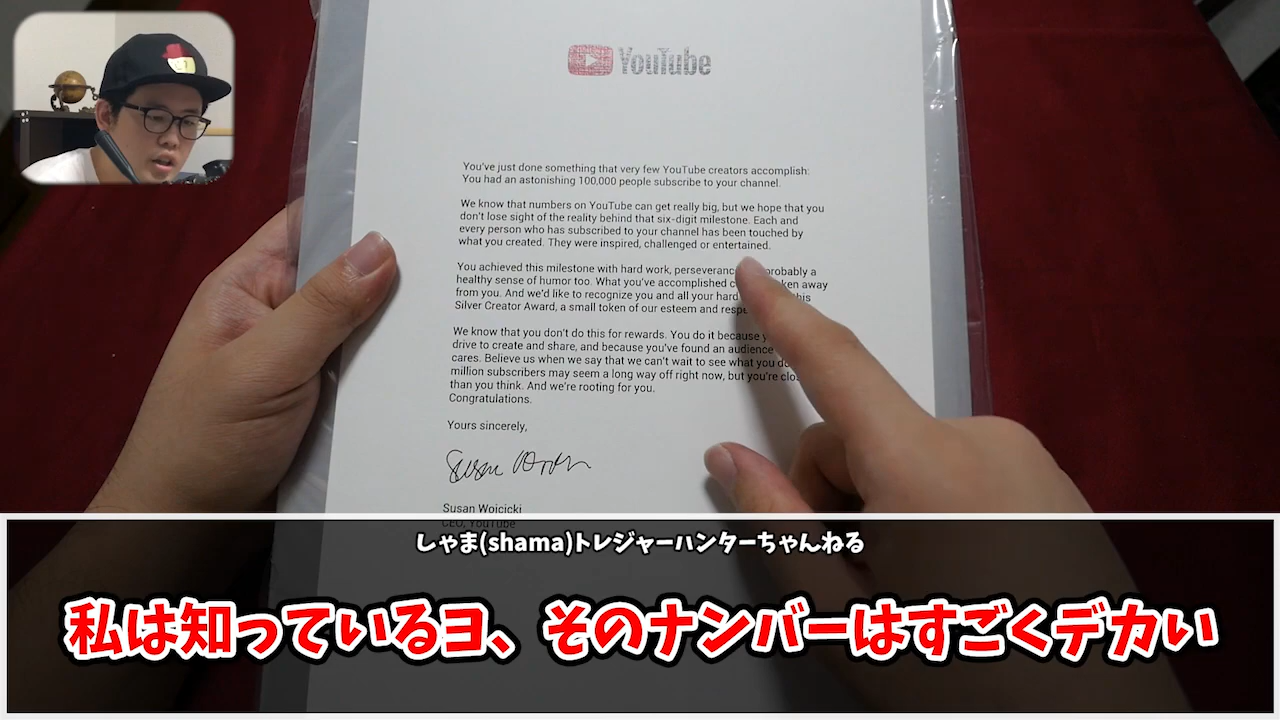 YouTube
You've just done something that very few YouTube creators accomplish:
You had an astonishing 100,000 people subscribe to your channel.
We know that numbers on YouTube can get really big, but we hope that you
don't lose sight of the reality behind that six-digit milestone. Each and
every person who has subscribed to your channel has been touched by
what you created. They were inspired, challenged or entertained.
You achieved this milestone with hard work, perseverance probably a
healthy sense of humor too. What you've accomplished away
from you. And we'd like to recognize you and all your hard
Silver Creator Award, a small token of our esteem and
We know that you don't do this for rewards. You do it because
drive to create and share, and because you've found an audience
cares. Believe us when we say that we can't wait to see what you
million subscribers may seem a long way off right now, but you're
than you think. And we're rooting for you.
Congratulations.
Yours sincerely,
Susan Wojcicki
CEO, YouTube
しゃま(shama)トレジャーハンターちゃんねる
私は知っているヨ、そのナンバーはすごくデカい